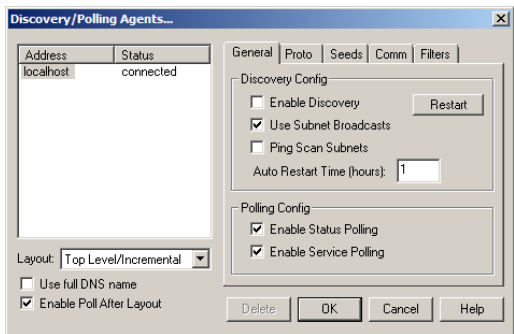 Discovery/Polling Agents...
Address Status
localhost connected
Layout: Top Level/Incremental
Use full DNS name
Enable Poll After Layout
General Proto Seeds Comm Filters
Discovery Config
Enable Discovery Restart
Use Subnet Broadcasts
Ping Scan Subnets
Auto Restart Time (hours): 1
Polling Config
Enable Status Polling
Enable Service Polling
Delete OK Cancel Help